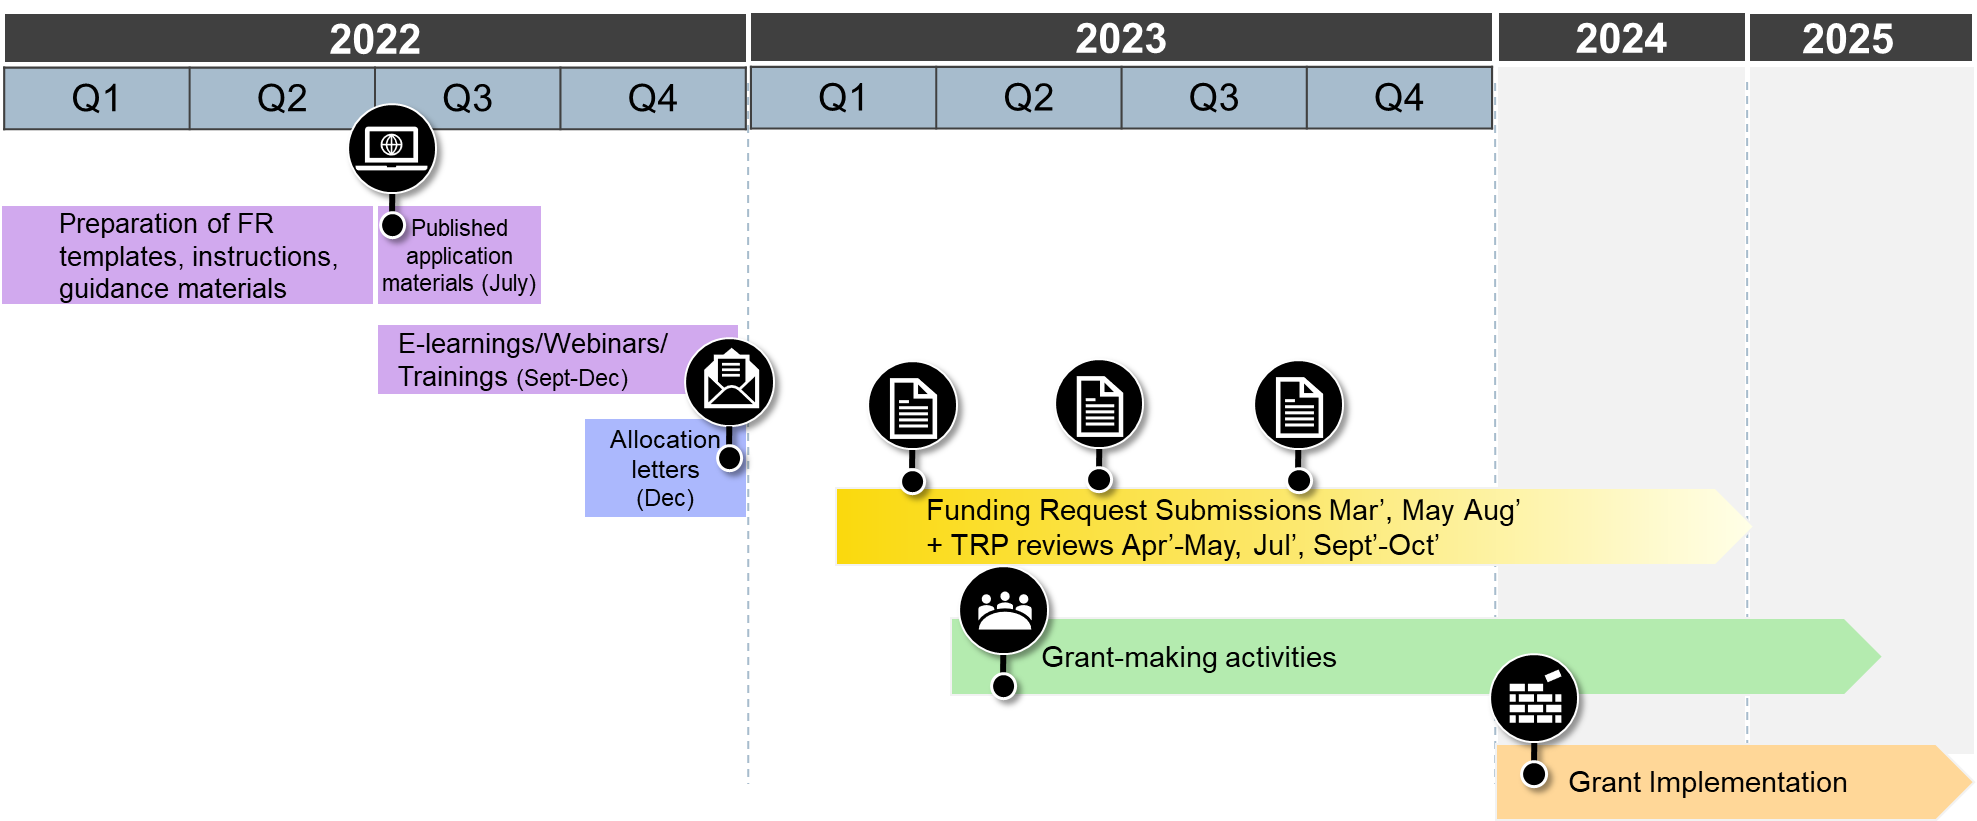 2022
2023
2024
2025
Q1
Q2
Q3
Q4
Q1
Q2
Q3
Q4
Preparation of FR
templates, instructions,
guidance materials
Published
application
materials (July)
E-learnings/Webinars/
Trainings (Sept-Dec)
Allocation
letters
(Dec)
Funding Request Submissions Mar’, May Aug’
+ TRP reviews Apr’-May, Jul’, Sept’-Oct’
Grant-making activities
Grant Implementation